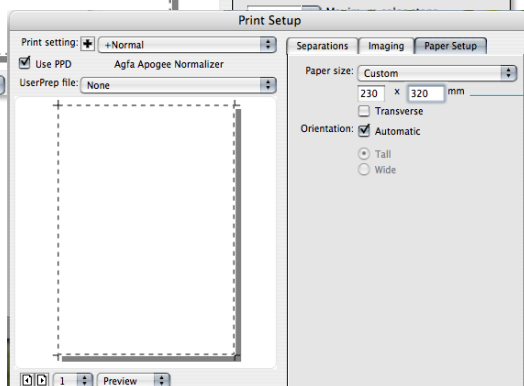 Print Setup
Print setting: +Normal
Use PPD Agfa Apogee Normalizer
UserPrep file: None
1 Preview
Separations Imaging Paper Setup
Paper size: Custom
230 x 320 mm
Transverse
Orientation: Automatic
Tall
Wide